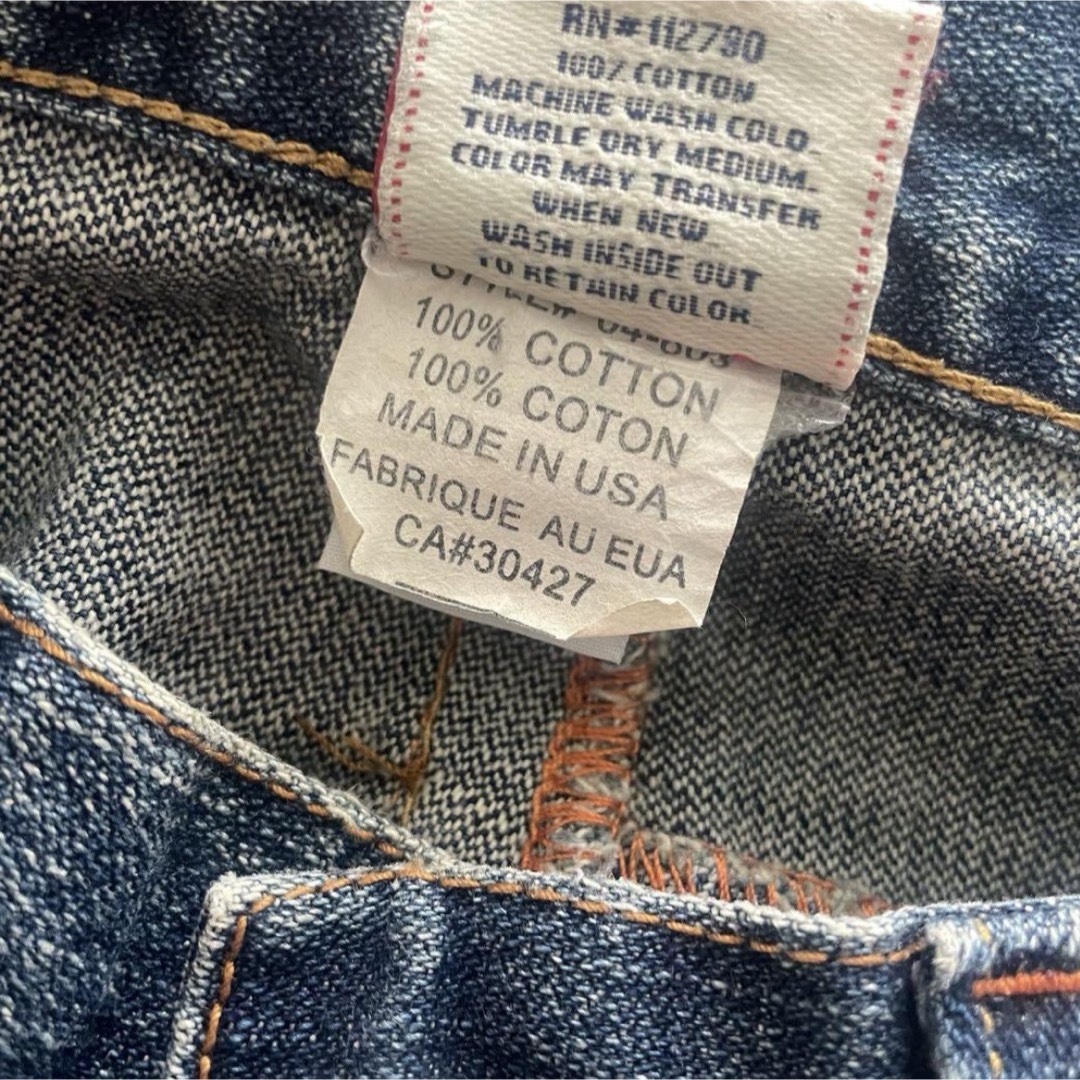 RN#112790
100% COTTON
MACHINE WASH COLD
TUMBLE DRY MEDIUM.
COLOR MAY TRANSFER
WHEN NEW
WASH INSIDE OUT
TO RETAIN COLOR
100% COTTON
100% COTON
MADE IN USA
FABRIQUE AU EUA
CA#30427